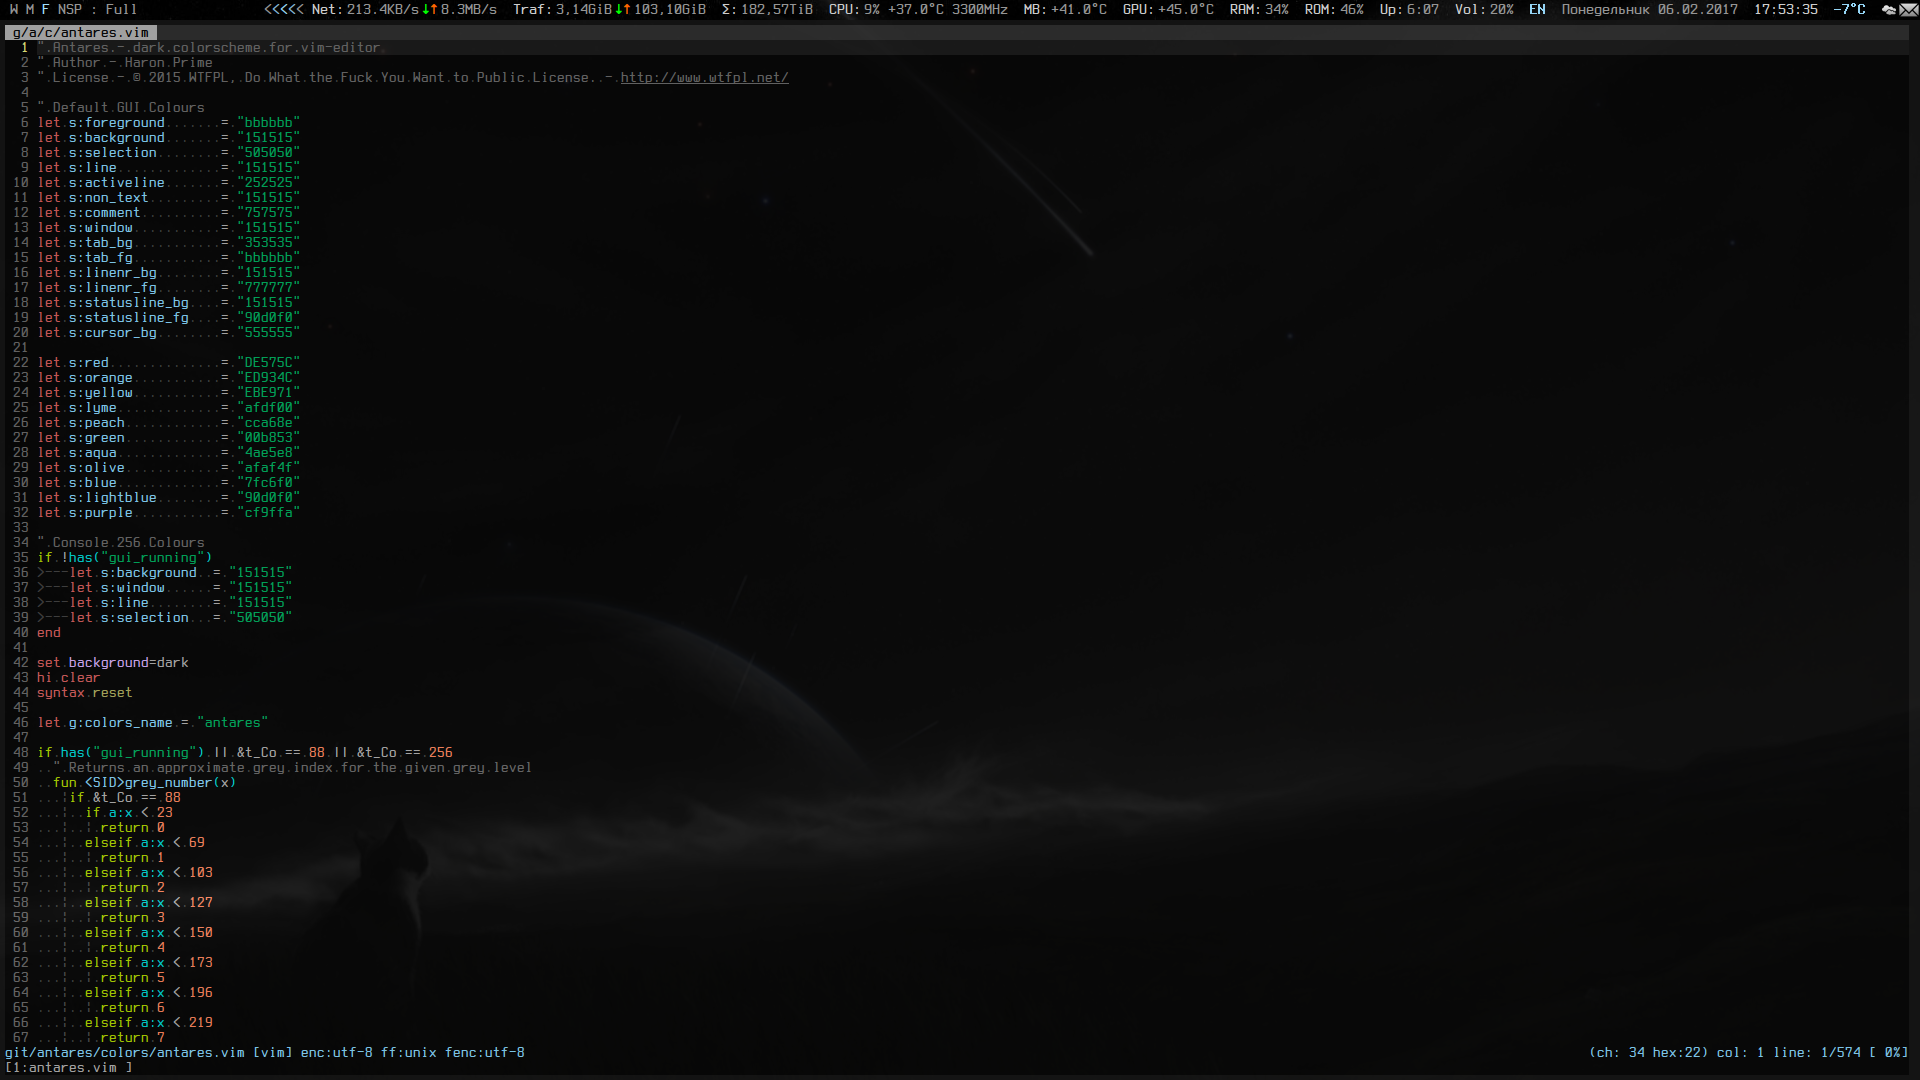 W M F NSP : Full <<<<< Net: 213.4KB/s↓↑ 8.3MB/s Traf: 3,14GiB↓↑ 103,10GiB Σ: 182,57TiB CPU: 9% +37.0°C 3300MHz MB: +41.0°C GPU: +45.0°C RAM: 34% ROM: 46% Up: 6:07 Vol: 20% EN Понедельник 06.02.2017 17:53:35 -7°C
g/a/c/antares.vim
1 ".Antares.-.dark.colorscheme.for.vim-editor
2 ".Author.-.Haron.Prime
3 ".License.-.©.2015.WTFPL,.Do.What.the.Fuck.You.Want.to.Public.License..-.http://www.wtfpl.net/
4
5 ".Default.GUI.Colours
6 let.s:foreground.......=."bbbbbb"
7 let.s:background.......=."151515"
8 let.s:selection........=."505050"
9 let.s:line.............=."151515"
10 let.s:activeline.......=."252525"
11 let.s:non_text.........=."151515"
12 let.s:comment..........=."757575"
13 let.s:window...........=."151515"
14 let.s:tab_bg...........=."353535"
15 let.s:tab_fg...........=."bbbbbb"
16 let.s:linenr_bg........=."151515"
17 let.s:linenr_fg........=."777777"
18 let.s:statusline_bg....=."151515"
19 let.s:statusline_fg....=."90d0f0"
20 let.s:cursor_bg........=."555555"
21
22 let.s:red..............=."DE575C"
23 let.s:orange...........=."ED934C"
24 let.s:yellow...........=."EBE971"
25 let.s:lyme.............=."afdf00"
26 let.s:peach............=."cca68e"
27 let.s:green............=."00b853"
28 let.s:aqua.............=."4ae5e8"
29 let.s:olive............=."afaf4f"
30 let.s:blue.............=."7fc6f0"
31 let.s:lightblue........=."90d0f0"
32 let.s:purple...........=."cf9ffa"
33
34 ".Console.256.Colours
35 if.!has("gui_running")
36 >---let.s:background..=."151515"
37 >---let.s:window......=."151515"
38 >---let.s:line........=."151515"
39 >---let.s:selection...=."505050"
40 end
41
42 set.background=dark
43 hi.clear
44 syntax.reset
45
46 let.g:colors_name.=."antares"
47
48 if.has("gui_running").||.&t_Co.==.88.||.&t_Co.==.256
49 ..".Returns.an.approximate.grey.index.for.the.given.grey.level
50 ..fun.<SID>grey_number(x)
51 ...¦if.&t_Co.==.88
52 ...¦..if.a:x.<.23
53 ...¦..¦.return.0
54 ...¦..elseif.a:x.<.69
55 ...¦..¦.return.1
56 ...¦..elseif.a:x.<.103
57 ...¦..¦.return.2
58 ...¦..elseif.a:x.<.127
59 ...¦..¦.return.3
60 ...¦..elseif.a:x.<.150
61 ...¦..¦.return.4
62 ...¦..elseif.a:x.<.173
63 ...¦..¦.return.5
64 ...¦..elseif.a:x.<.196
65 ...¦..¦.return.6
66 ...¦..elseif.a:x.<.219
67 ...¦..¦.return.7
git/antares/colors/antares.vim [vim] enc:utf-8 ff:unix fenc:utf-8 (ch: 34 hex:22) col: 1 line: 1/574 [ 0%]
[1:antares.vim ]